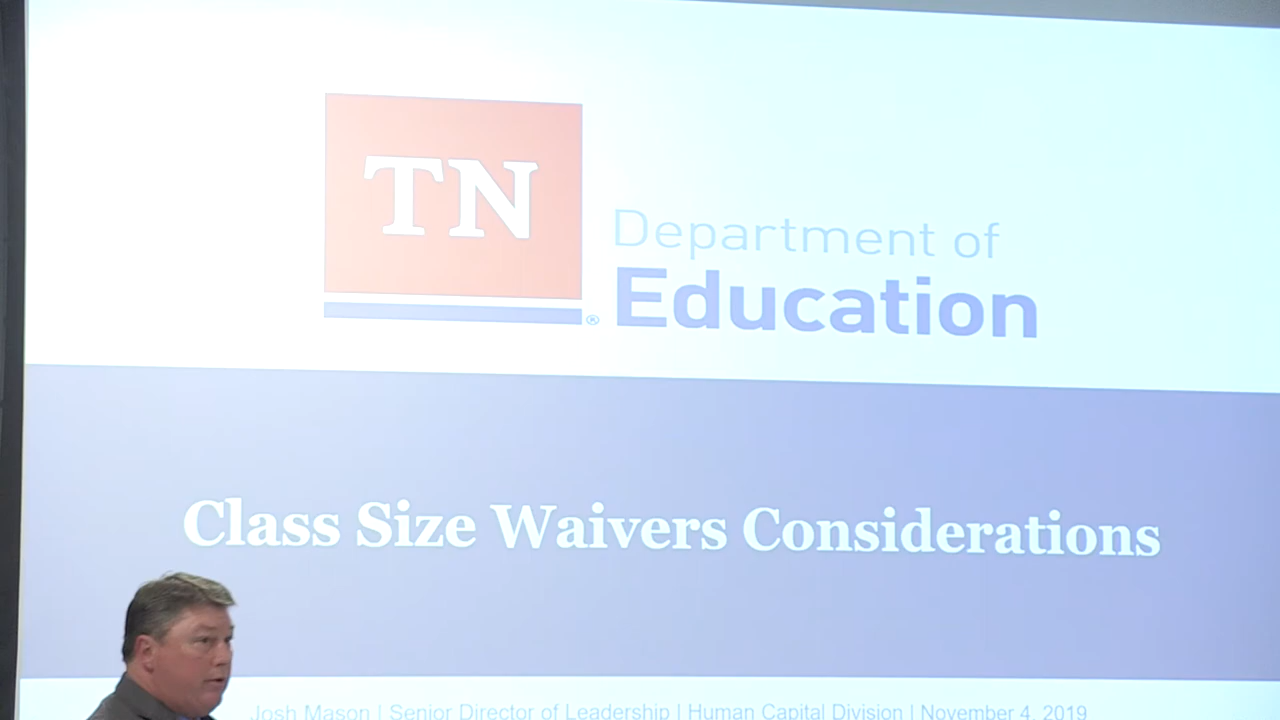 TN
Department of
Education
®
Class Size Waivers Considerations
Josh Mason | Senior Director of Leadership | Human Capital Division | November 4, 2019